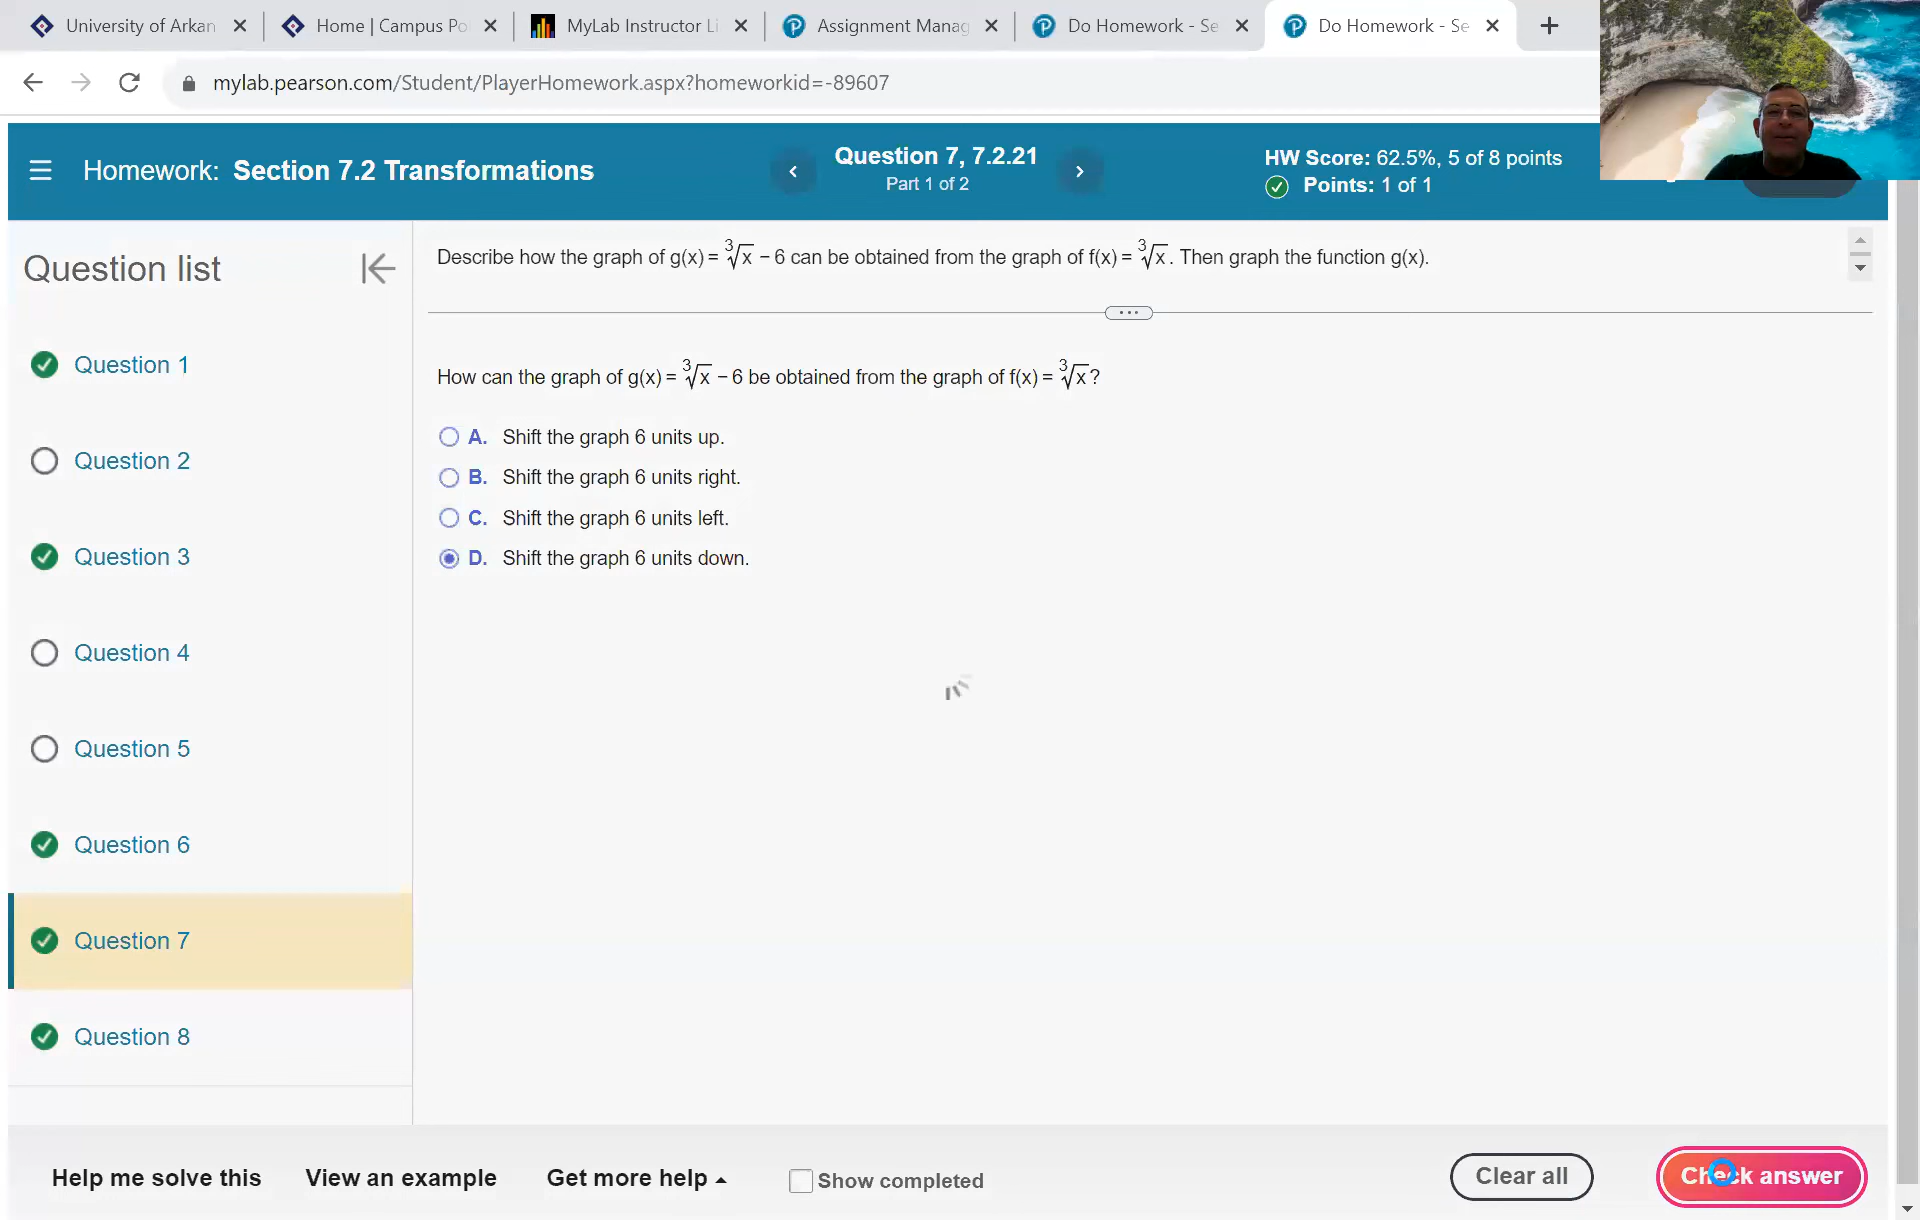 University of Arkan
Home | Campus Po
MyLab Instructor Li
Assignment Manag
Do Homework - Se
Do Homework - Se
mylab.pearson.com/Student/PlayerHomework.aspx?homeworkid=-89607
Homework: Section 7.2 Transformations
Question 7, 7.2.21
Part 1 of 2
HW Score: 62.5%, 5 of 8 points
Points: 1 of 1
Question list
Question 1
Question 2
Question 3
Question 4
Question 5
Question 6
Question 7
Question 8
Describe how the graph of g(x) = ∛x − 6 can be obtained from the graph of f(x) = ∛x. Then graph the function g(x).
How can the graph of g(x) = ∛x − 6 be obtained from the graph of f(x) = ∛x?
A. Shift the graph 6 units up.
B. Shift the graph 6 units right.
C. Shift the graph 6 units left.
D. Shift the graph 6 units down.
Help me solve this
View an example
Get more help
Show completed
Clear all
Check answer